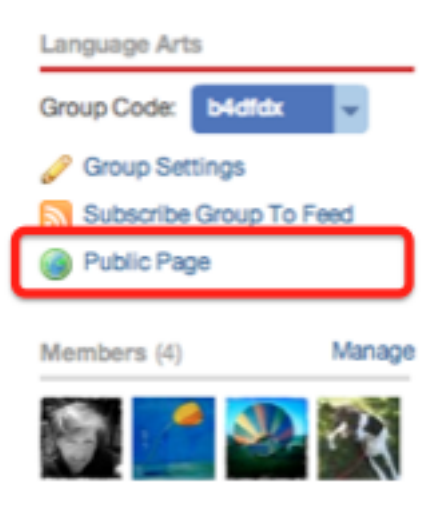 Language Arts
Group Code: b4dfdx
Group Settings
Subscribe Group To Feed
Public Page
Members (4) Manage